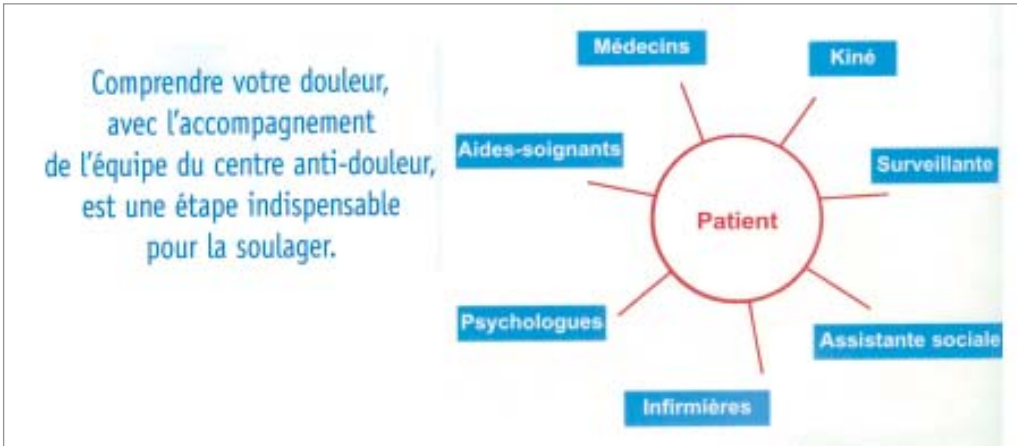 Comprendre votre douleur,
avec l'accompagnement
de l'équipe du centre anti-douleur,
est une étape indispensable
pour la soulager.
Médecins
Kiné
Aides-soignants
Surveillante
Patient
Psychologues
Assistante sociale
Infirmières